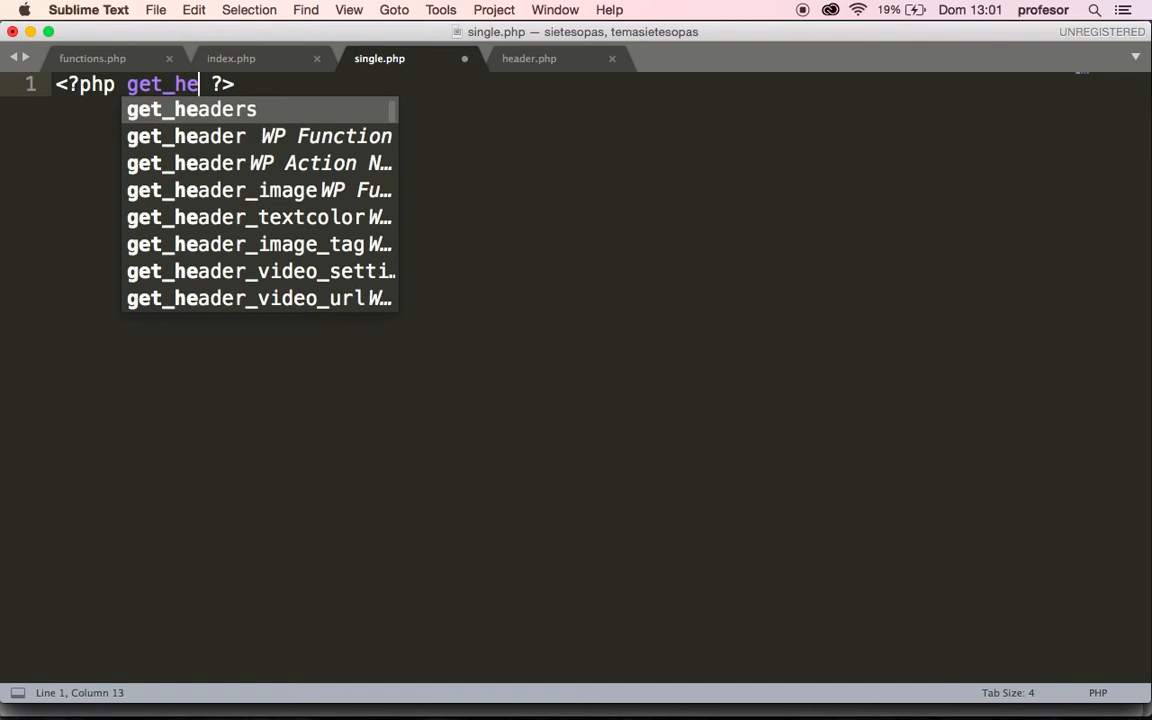 Sublime Text File Edit Selection Find View Goto Tools Project Window Help 19% Dom 13:01 profesor
single.php — sietesopas, temasietesopas UNREGISTERED
functions.php index.php single.php header.php
1 <?php get_he ?>
get_headers
get_header WP Function
get_header WP Action N…
get_header_image WP Fu…
get_header_textcolor W…
get_header_image_tag W…
get_header_video_setti…
get_header_video_url W…
Line 1, Column 13 Tab Size: 4 PHP